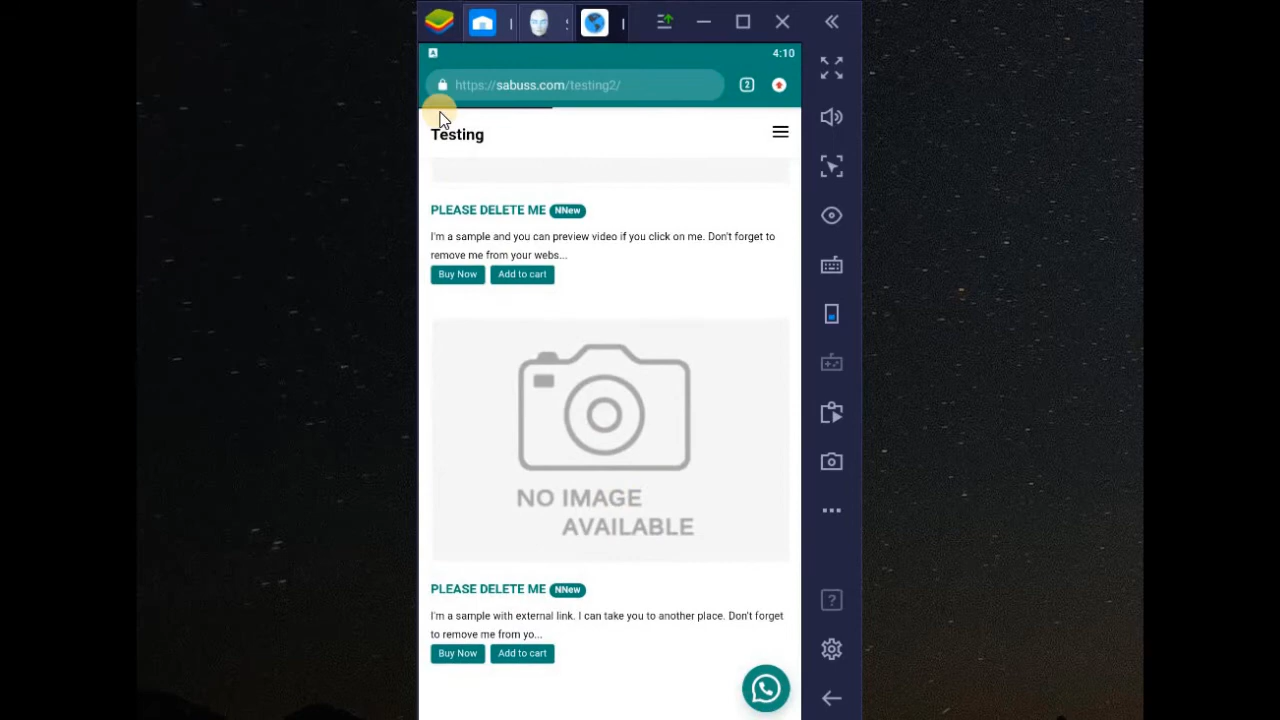 4:10
https://sabuss.com/testing2/
2
Testing
PLEASE DELETE ME NNew
I'm a sample and you can preview video if you click on me. Don't forget to
remove me from your webs...
Buy Now Add to cart
NO IMAGE
AVAILABLE
PLEASE DELETE ME NNew
I'm a sample with external link. I can take you to another place. Don't forget
to remove me from yo...
Buy Now Add to cart